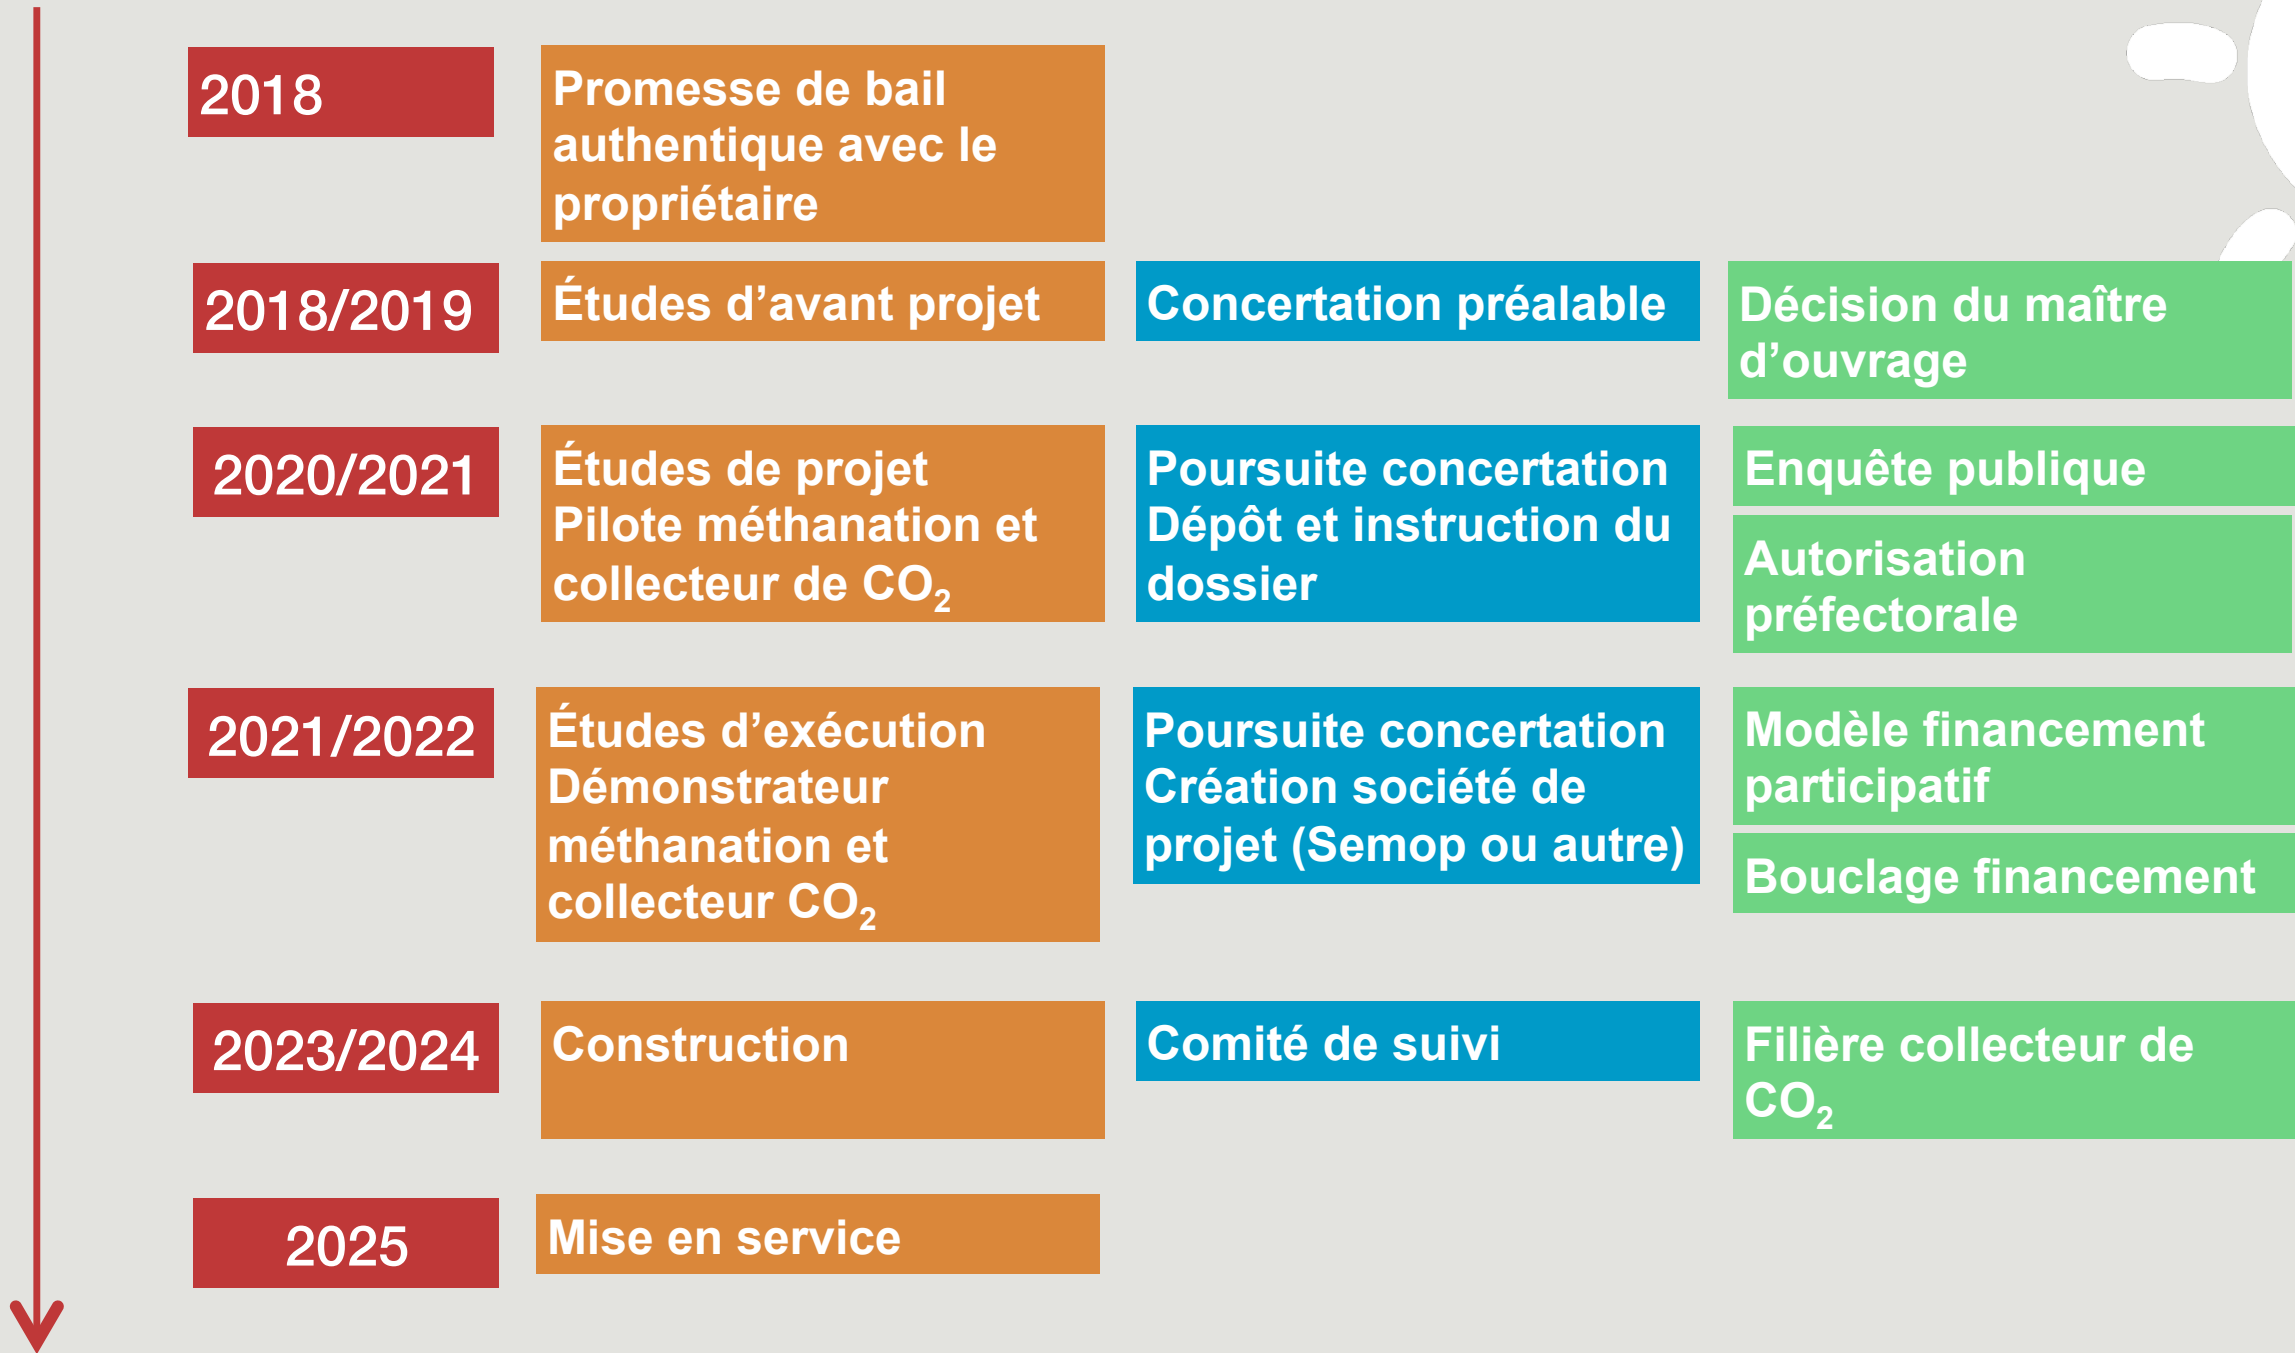 2018
Promesse de bail
authentique avec le
propriétaire
2018/2019
Études d’avant projet
Concertation préalable
Décision du maître
d’ouvrage
2020/2021
Études de projet
Pilote méthanation et
collecteur de CO₂
Poursuite concertation
Dépôt et instruction du
dossier
Enquête publique
Autorisation
préfectorale
2021/2022
Études d’exécution
Démonstrateur
méthanation et
collecteur CO₂
Poursuite concertation
Création société de
projet (Semop ou autre)
Modèle financement
participatif
Bouclage financement
2023/2024
Construction
Comité de suivi
Filière collecteur de
CO₂
2025
Mise en service